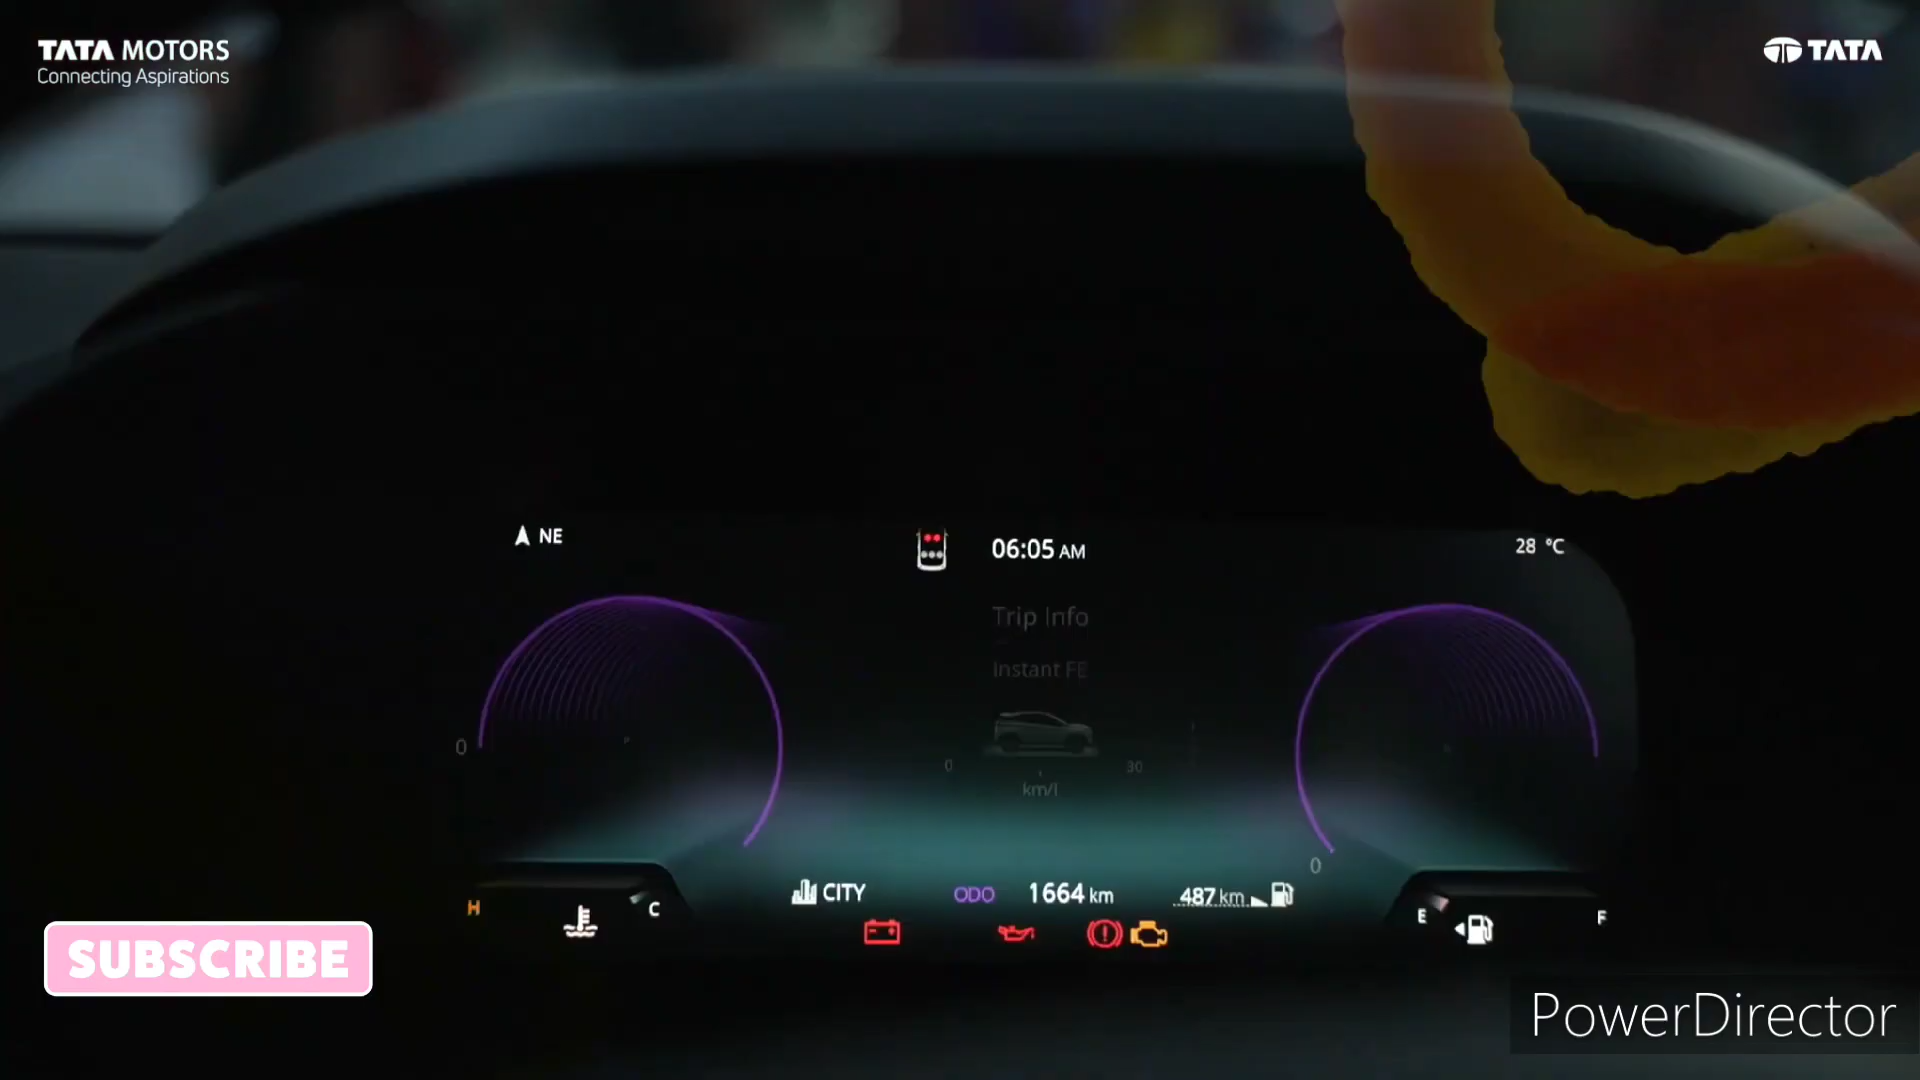 TATA MOTORS
Connecting Aspirations
TATA
NE
06:05 AM
28 °C
Trip Info
Instant FE
0
0
30
km/l
0
CITY
ODO
1664 km
487 km
H
C
E
F
SUBSCRIBE
PowerDirector